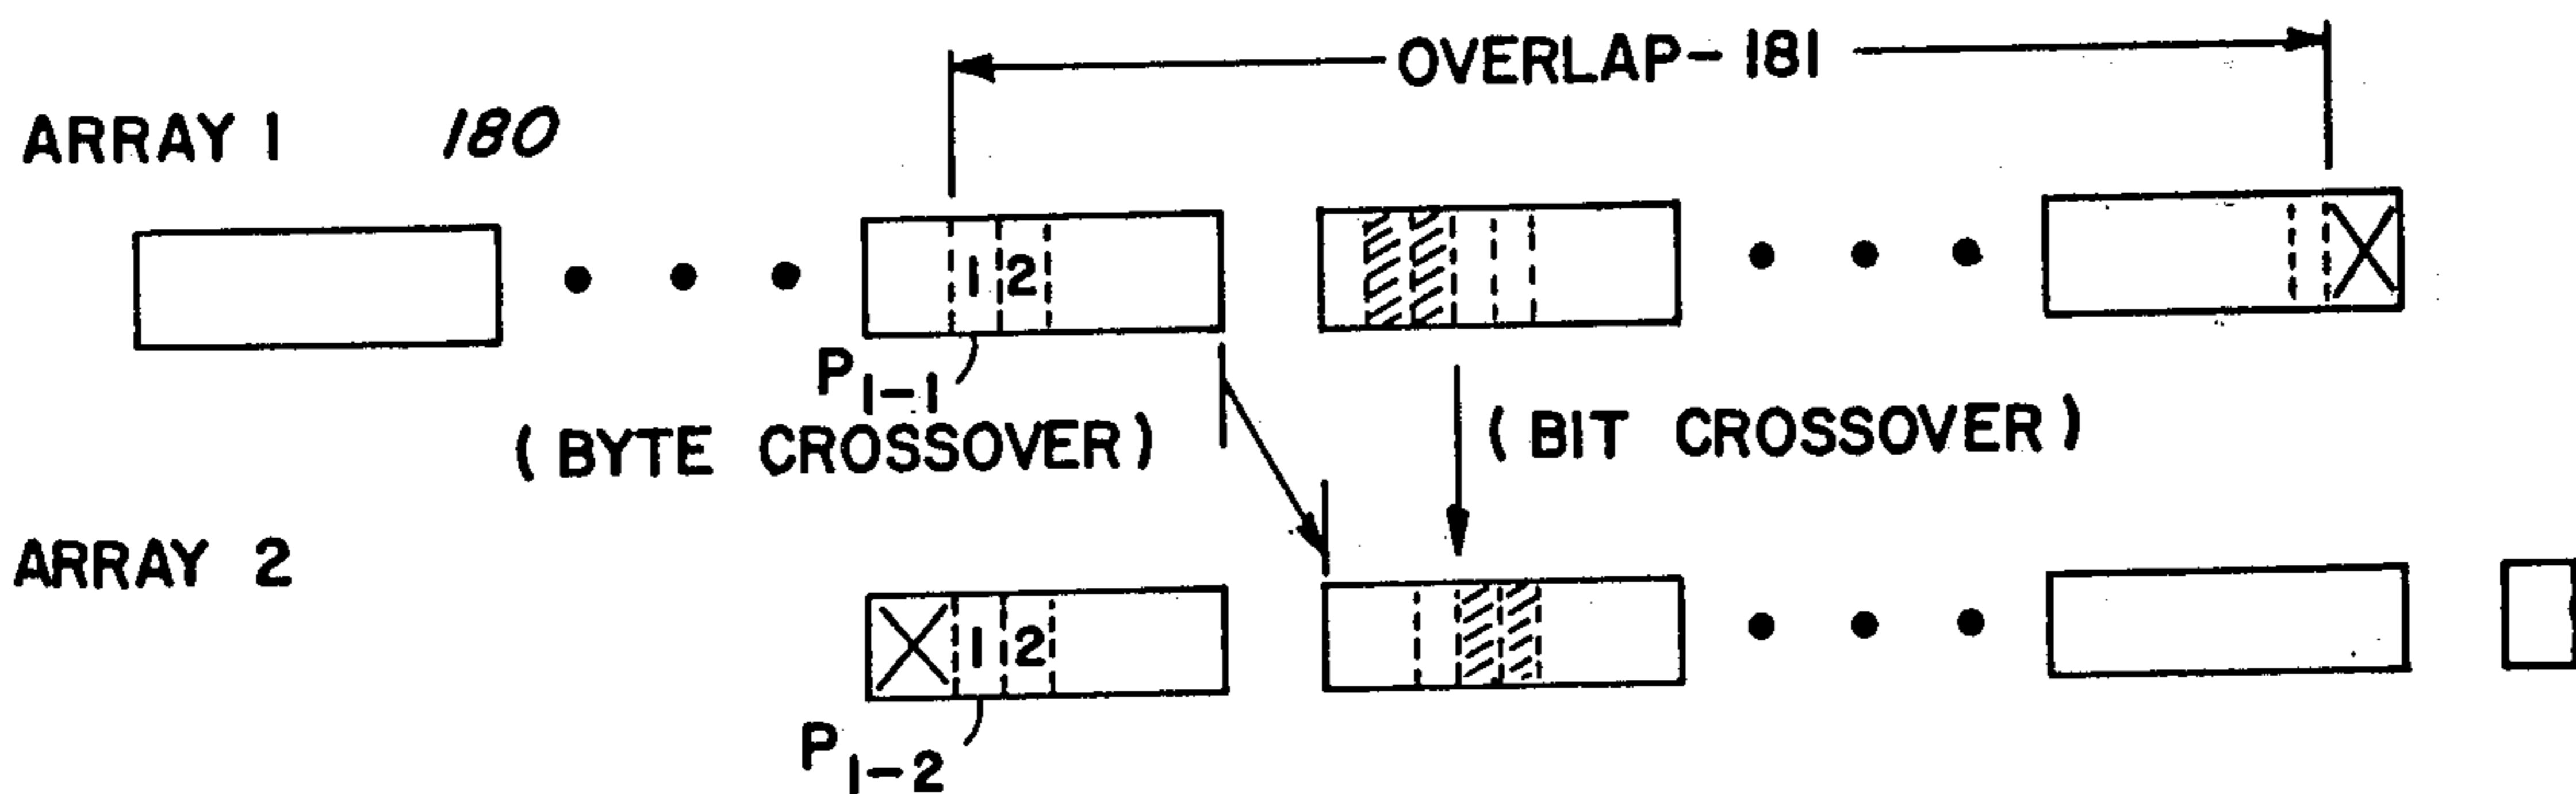 OVERLAP-181
ARRAY 1 180
1 2
P1-1
(BYTE CROSSOVER) (BIT CROSSOVER)
ARRAY 2
1 2
P1-2